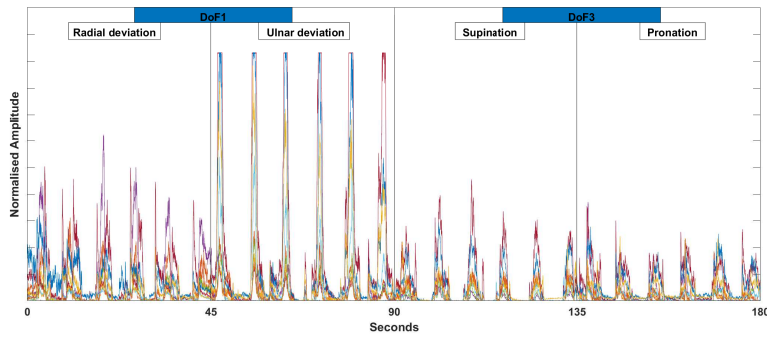 DoF1 DoF3
Radial deviation Ulnar deviation Supination Pronation
Normalised Amplitude
0 45 90 135 180
Seconds